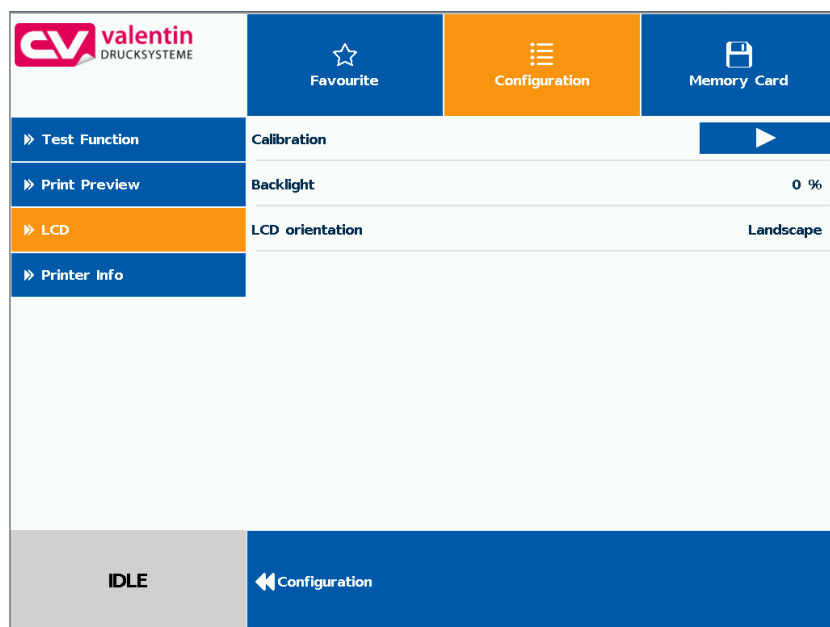 valentin
DRUCKSYSTEME
Favourite
Configuration
Memory Card
Test Function
Calibration
Print Preview
Backlight
0 %
LCD
LCD orientation
Landscape
Printer Info
IDLE
Configuration